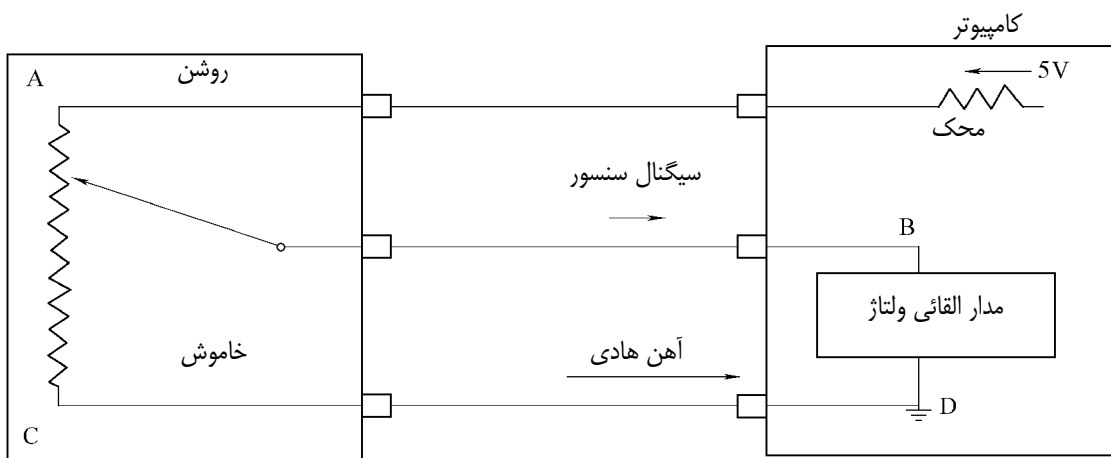 کامپیوتر
A
روشن
5V
محک
سیگنال سنسور
B
مدار القائی ولتاژ
خاموش
آهن هادی
D
C